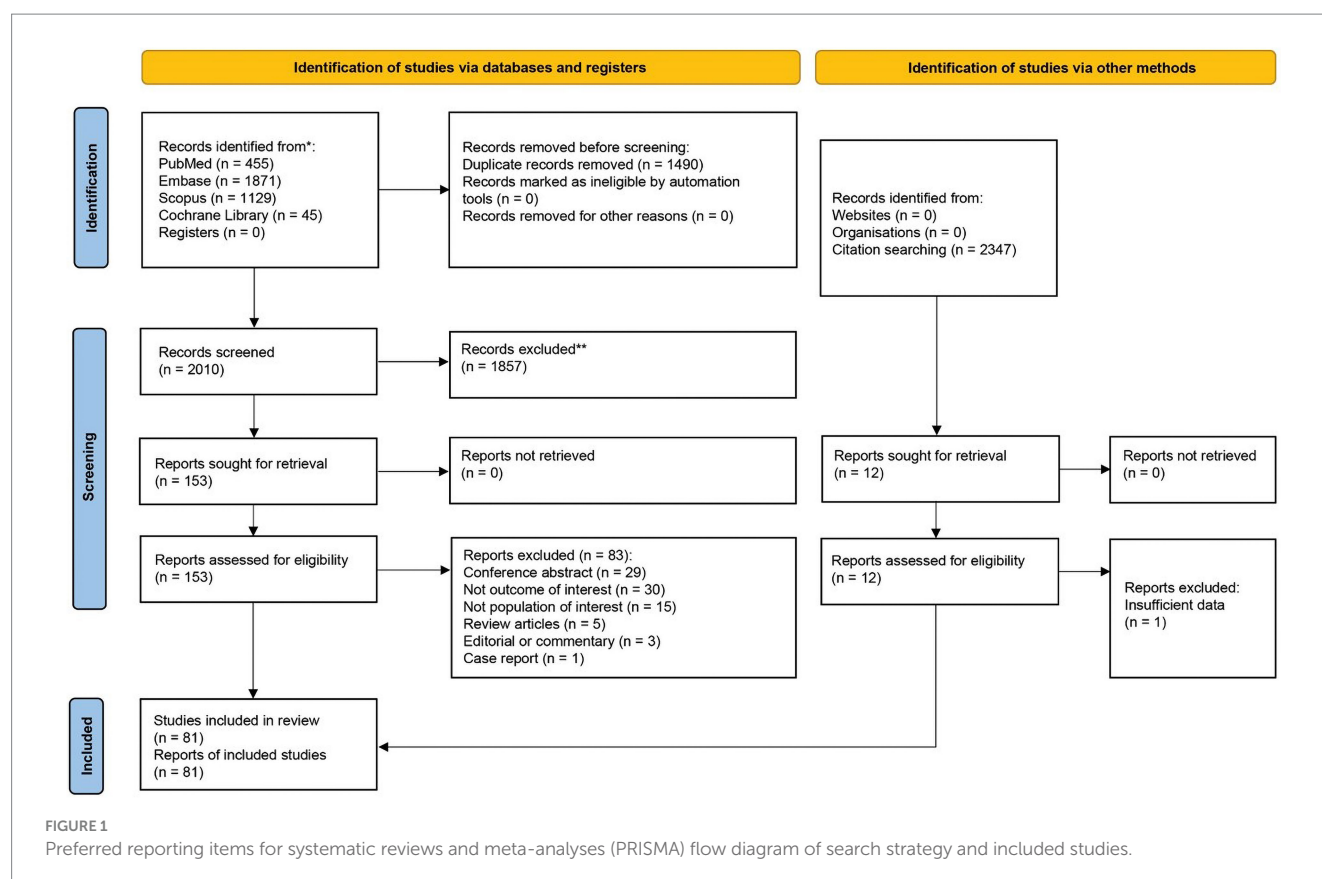 Identification of studies via databases and registers
Identification of studies via other methods
Identification
Records identified from*:
PubMed (n = 455)
Embase (n = 1871)
Scopus (n = 1129)
Cochrane Library (n = 45)
Registers (n = 0)
Records removed before screening:
Duplicate records removed (n = 1490)
Records marked as ineligible by automation
tools (n = 0)
Records removed for other reasons (n = 0)
Records identified from:
Websites (n = 0)
Organisations (n = 0)
Citation searching (n = 2347)
Screening
Records screened
(n = 2010)
Records excluded**
(n = 1857)
Reports sought for retrieval
(n = 153)
Reports not retrieved
(n = 0)
Reports sought for retrieval
(n = 12)
Reports not retrieved
(n = 0)
Reports assessed for eligibility
(n = 153)
Reports excluded (n = 83):
Conference abstract (n = 29)
Not outcome of interest (n = 30)
Not population of interest (n = 15)
Review articles (n = 5)
Editorial or commentary (n = 3)
Case report (n = 1)
Reports assessed for eligibility
(n = 12)
Reports excluded:
Insufficient data
(n = 1)
Included
Studies included in review
(n = 81)
Reports of included studies
(n = 81)
FIGURE 1
Preferred reporting items for systematic reviews and meta-analyses (PRISMA) flow diagram of search strategy and included studies.